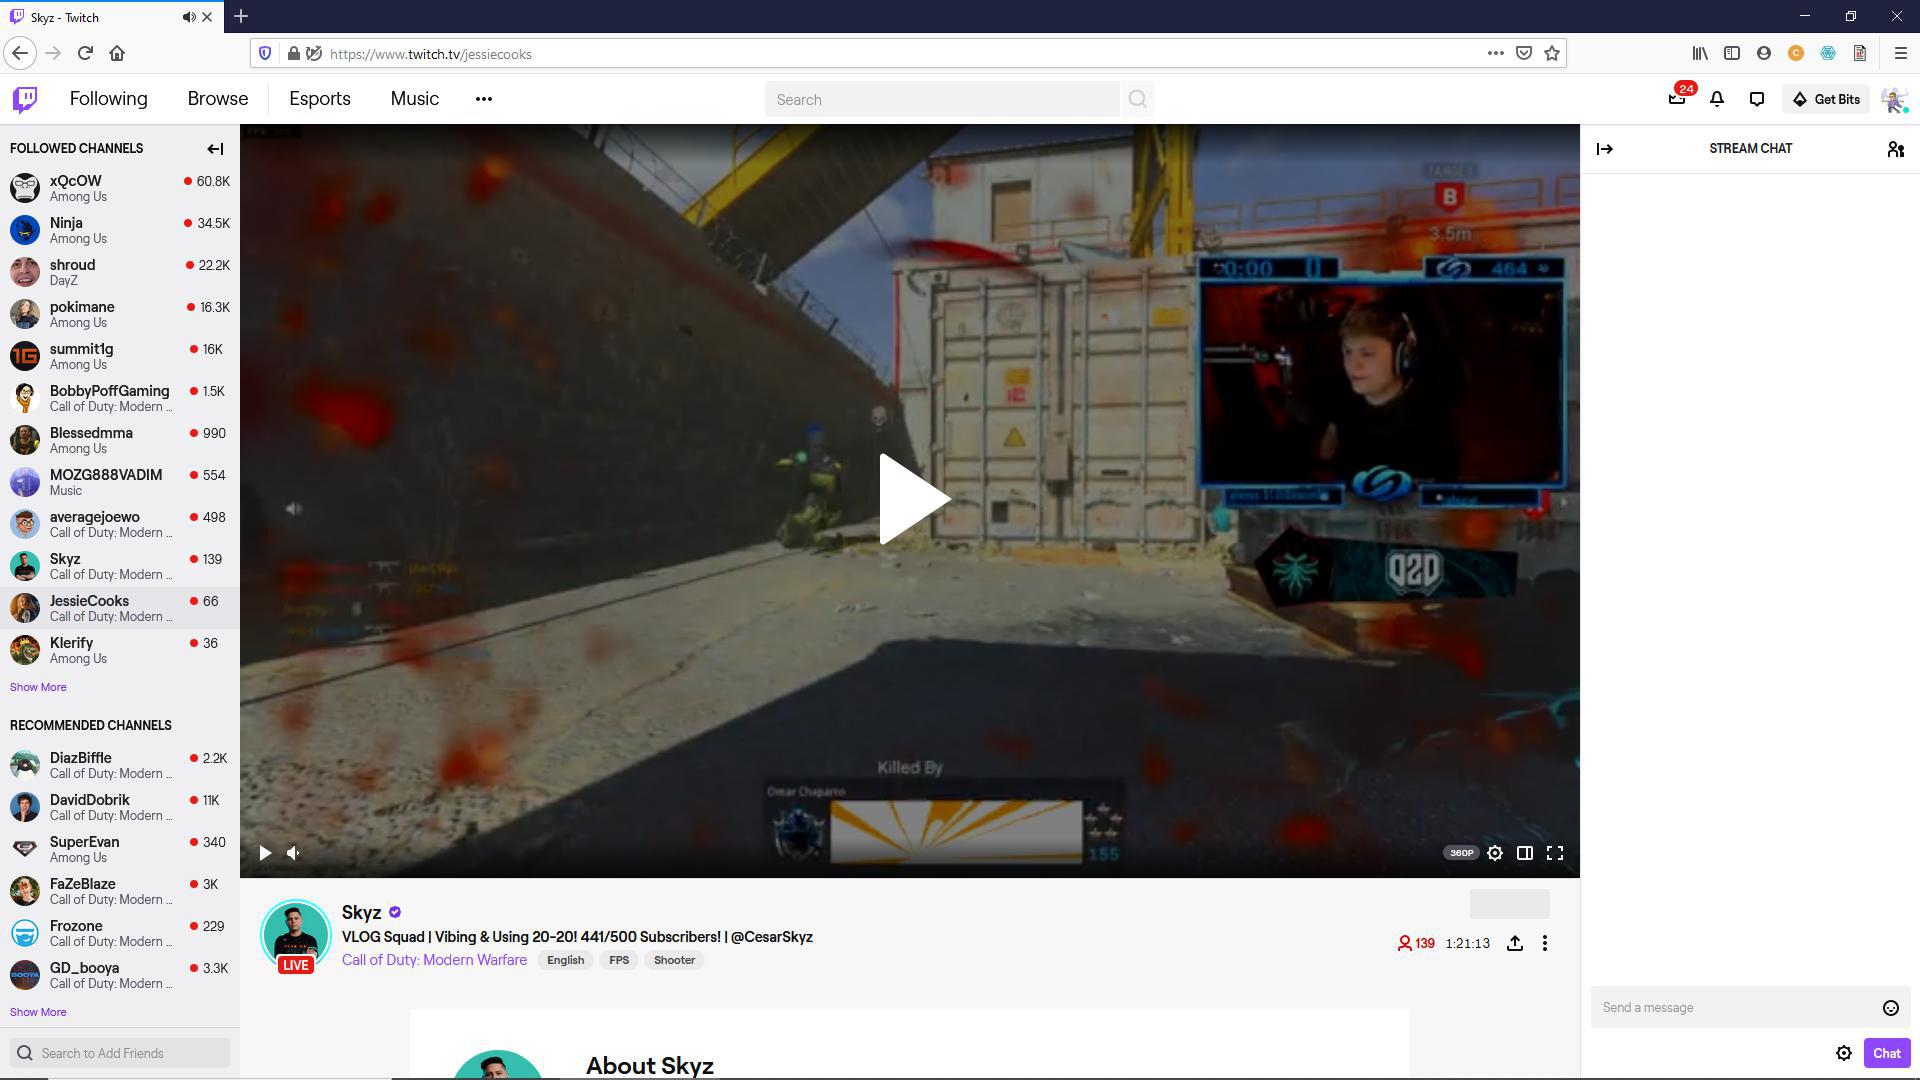 Skyz - Twitch
https://www.twitch.tv/jessiecooks
Following
Browse
Esports
Music
Search
24
Get Bits
FOLLOWED CHANNELS
xQcOW
60.8K
Among Us
Ninja
34.5K
Among Us
shroud
22.2K
DayZ
pokimane
16.3K
Among Us
summit1g
16K
Among Us
BobbyPoffGaming
1.5K
Call of Duty: Modern ...
Blessedmma
990
Among Us
MOZG888VADIM
554
Music
averagejoewo
498
Call of Duty: Modern ...
Skyz
139
Call of Duty: Modern ...
JessieCooks
66
Call of Duty: Modern ...
Klerify
36
Among Us
Show More
RECOMMENDED CHANNELS
DiazBiffle
2.2K
Call of Duty: Modern ...
DavidDobrik
11K
Call of Duty: Modern ...
SuperEvan
340
Among Us
FaZeBlaze
3K
Call of Duty: Modern ...
Frozone
229
Call of Duty: Modern ...
GD_booya
3.3K
Call of Duty: Modern ...
Show More
Search to Add Friends
TARGET
B
3.5m
0:00
0
464
Killed By
Omar Chaparro
155
360P
Skyz
VLOG Squad | Vibing & Using 20-20! 441/500 Subscribers! | @CesarSkyz
Call of Duty: Modern Warfare
English
FPS
Shooter
LIVE
139
1:21:13
About Skyz
STREAM CHAT
Send a message
Chat